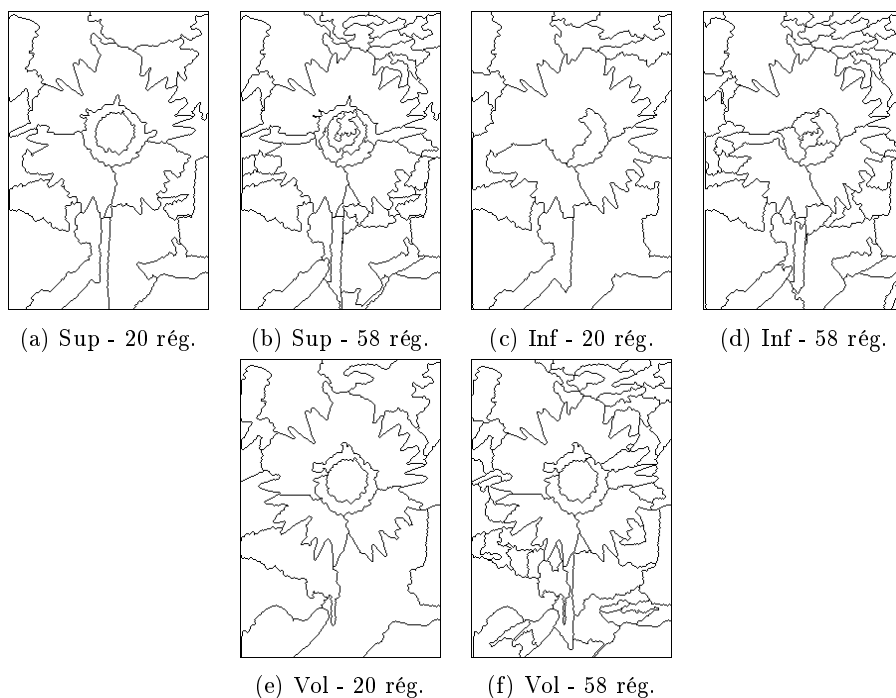 (a) Sup - 20 rég.
(b) Sup - 58 rég.
(c) Inf - 20 rég.
(d) Inf - 58 rég.
(e) Vol - 20 rég.
(f) Vol - 58 rég.